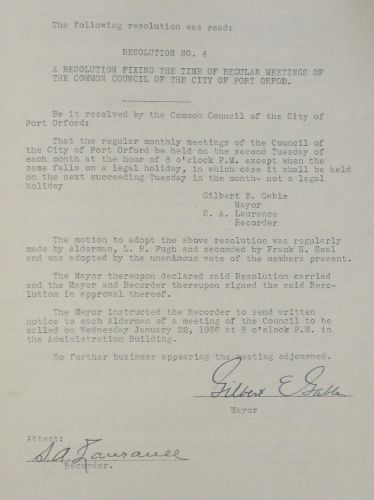 The following resolution was read:
RESOLUTION NO. 4
A RESOLUTION FIXING THE TIME OF REGULAR MEETINGS OF
THE COMMON COUNCIL OF THE CITY OF PORT ORFOD.
Be it resolved by the Common Council of the City of
Port Orford:
That the regular monthly meetings of the Council of
the City of Port Orford be held on the second Tuesday of
each month at the hour of 8 o'clock P.M. except when the
same falls on a legal holiday, in which case it shall be held
on the next succeeding Tuesday in the month- not a legal
holiday
Gilbert E. Gable
Mayor
S. A. Laurance
Recorder
The motion to adopt the above resolution was regularly
made by Alderman, L. R. Pugh and seconded by Frank H. Seal
and was adopted by the unanAmous vote of the members present.
The Mayor thereupon declared said Resolution carried
and the Mayor and Recorder thereupon signed the said Reso-
lution in approval thereof.
The Mayor instructed the Recorder to send written
notice to each Alderman of a meeting of the Council to be
called on Wednesday January 22, 1936 at 8 o'clock P.M. in
the Administration Building.
No further business appearing the meeting adjourned.
Gilbert E Gable
Mayor
Attest:
S.A. Laurance
Recorder.